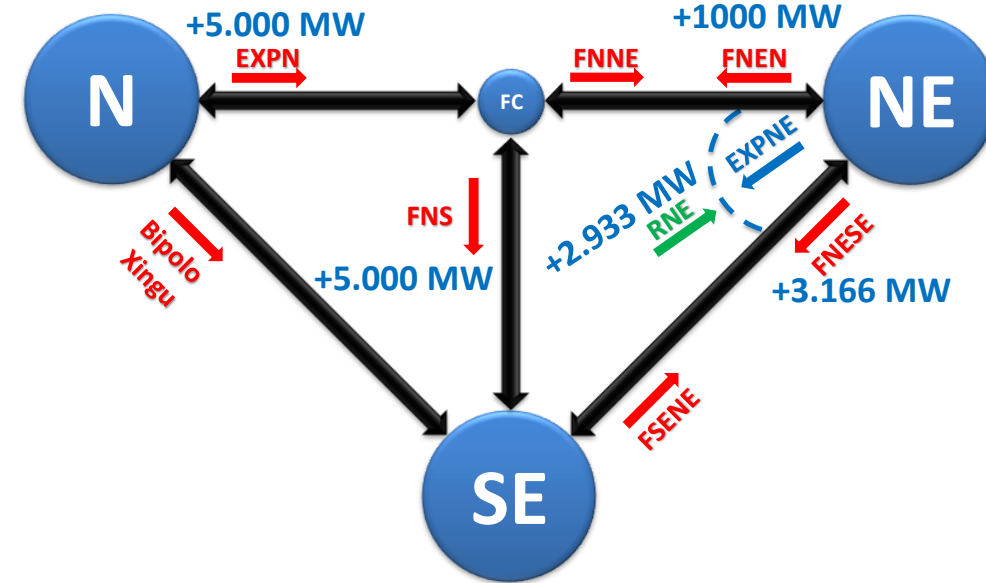 +5.000 MW
+1000 MW
EXPN
FNNE
FNEN
N
FC
NE
EXPNE
+2.933 MW
RNE
FNS
Bipolo
Xingu
FNESE
+5.000 MW
+3.166 MW
FSENE
SE